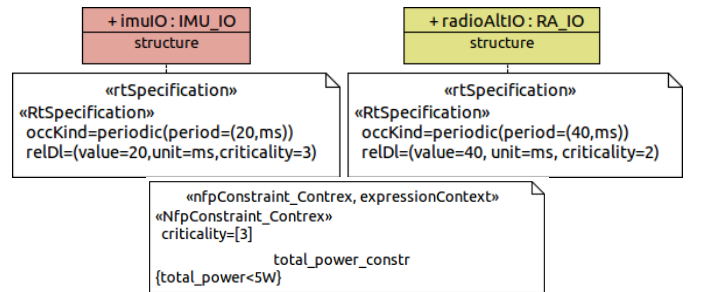 + imuIO : IMU_IO
structure
+ radioAltIO : RA_IO
structure
«rtSpecification»
«RtSpecification»
occKind=periodic(period=(20,ms))
relDl=(value=20,unit=ms,criticality=3)
«rtSpecification»
«RtSpecification»
occKind=periodic(period=(40,ms))
relDl=(value=40, unit=ms, criticality=2)
«nfpConstraint_Contrex, expressionContext»
«NfpConstraint_Contrex»
criticality=[3]
total_power_constr
{total_power<5W}